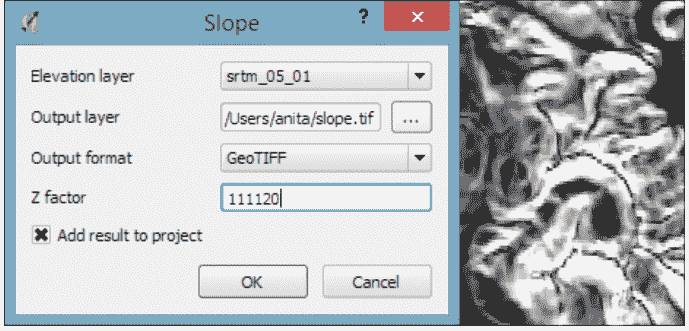 Slope
?
Elevation layer srtm_05_01
Output layer /Users/anita/slope.tif ...
Output format GeoTIFF
Z factor 111120
Add result to project
OK Cancel